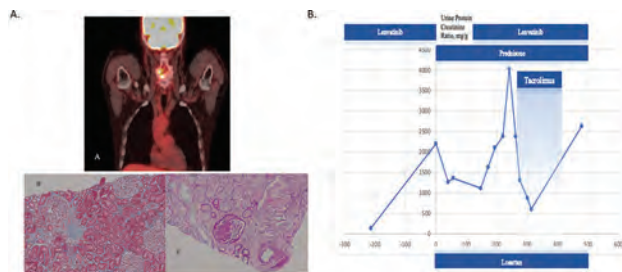 A.
B.
Lenvatinib
Urine Protein
Creatinine
Ratio, mg/g
Lenvatinib
Prednisone
4500
4000
Tacrolimus
3500
3000
2500
2000
1500
1000
500
0
-300 -200 -100 0 100 200 300 400 500 600
Losartan
A